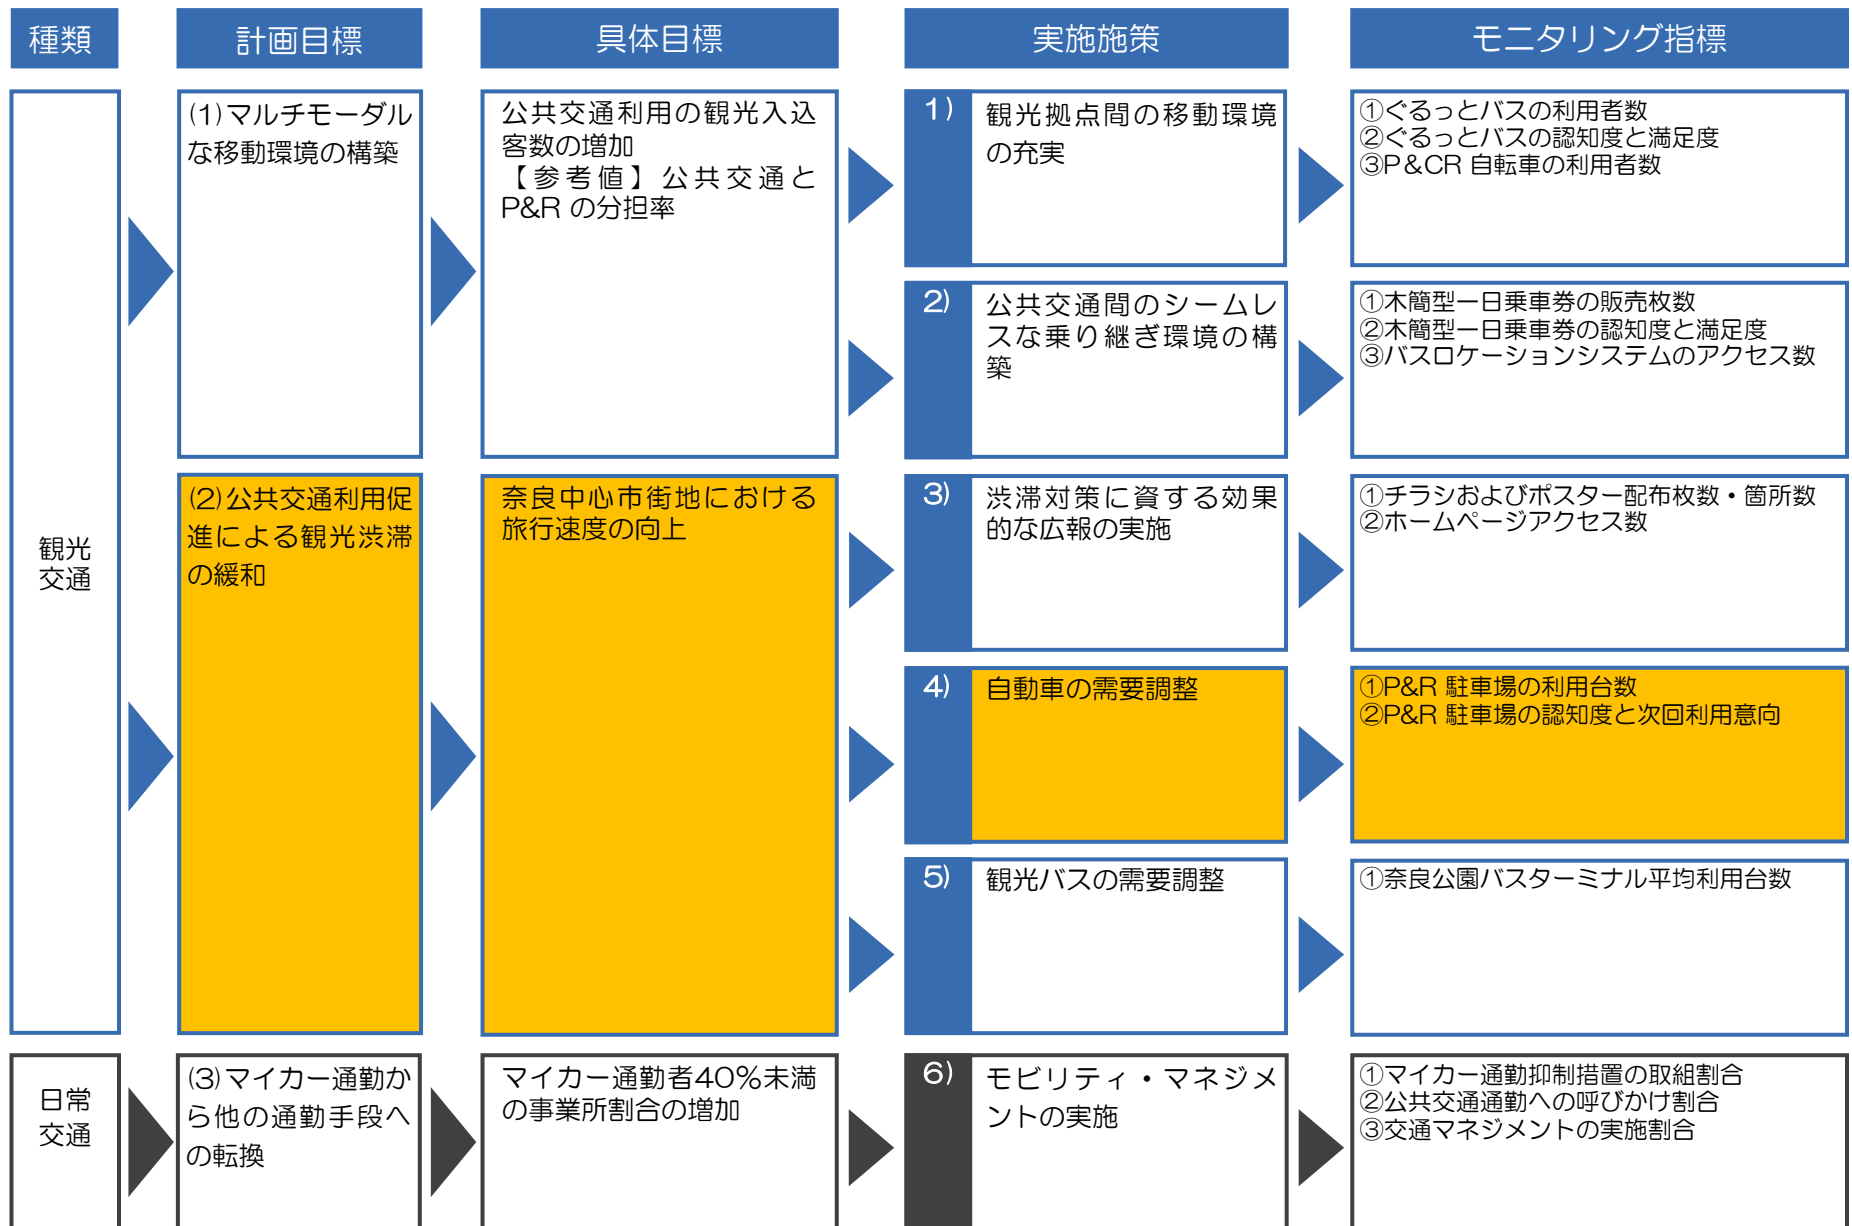 種類
計画目標
具体目標
実施施策
モニタリング指標
観光
交通
(1)マルチモーダル
な移動環境の構築
公共交通利用の観光入込
客数の増加
【参考値】公共交通と
P&R の分担率
1)
観光拠点間の移動環境
の充実
①ぐるっとバスの利用者数
②ぐるっとバスの認知度と満足度
③P&CR 自転車の利用者数
2)
公共交通間のシームレ
スな乗り継ぎ環境の構
築
①木簡型一日乗車券の販売枚数
②木簡型一日乗車券の認知度と満足度
③バスロケーションシステムのアクセス数
(2)公共交通利用促
進による観光渋滞
の緩和
奈良中心市街地における
旅行速度の向上
3)
渋滞対策に資する効果
的な広報の実施
①チラシおよびポスター配布枚数・箇所数
②ホームページアクセス数
4)
自動車の需要調整
①P&R 駐車場の利用台数
②P&R 駐車場の認知度と次回利用意向
5)
観光バスの需要調整
①奈良公園バスターミナル平均利用台数
日常
交通
(3)マイカー通勤か
ら他の通勤手段へ
の転換
マイカー通勤者40%未満
の事業所割合の増加
6)
モビリティ・マネジメ
ントの実施
①マイカー通勤抑制措置の取組割合
②公共交通通勤への呼びかけ割合
③交通マネジメントの実施割合